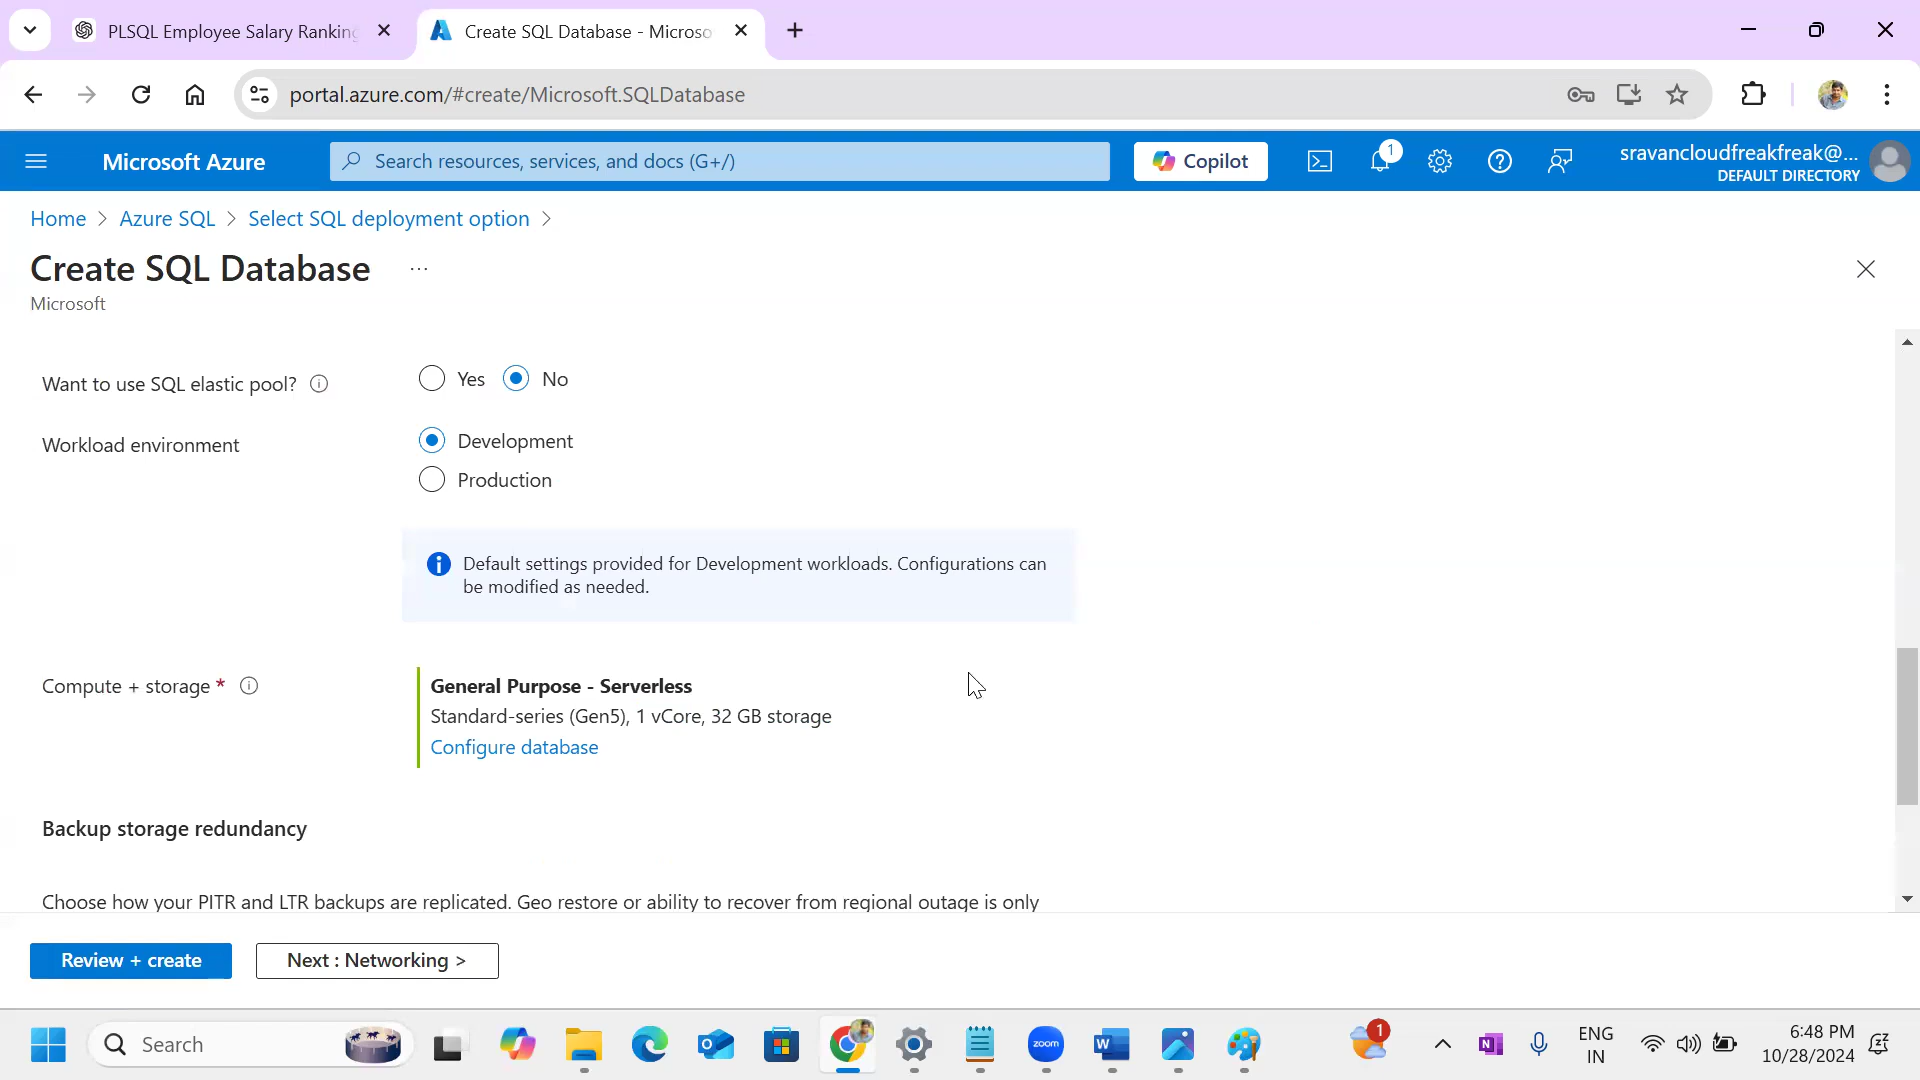 PLSQL Employee Salary Ranking
Create SQL Database - Microso
portal.azure.com/#create/Microsoft.SQLDatabase
Microsoft Azure
Search resources, services, and docs (G+/)
Copilot
1
sravancloudfreakfreak@...
DEFAULT DIRECTORY
Home > Azure SQL > Select SQL deployment option >
Create SQL Database ...
Microsoft
Want to use SQL elastic pool?
Yes
No
Workload environment
Development
Production
Default settings provided for Development workloads. Configurations can
be modified as needed.
Compute + storage *
General Purpose - Serverless
Standard-series (Gen5), 1 vCore, 32 GB storage
Configure database
Backup storage redundancy
Choose how your PITR and LTR backups are replicated. Geo restore or ability to recover from regional outage is only
Review + create
Next : Networking >
Search
zoom
1
ENG
IN
6:48 PM
10/28/2024